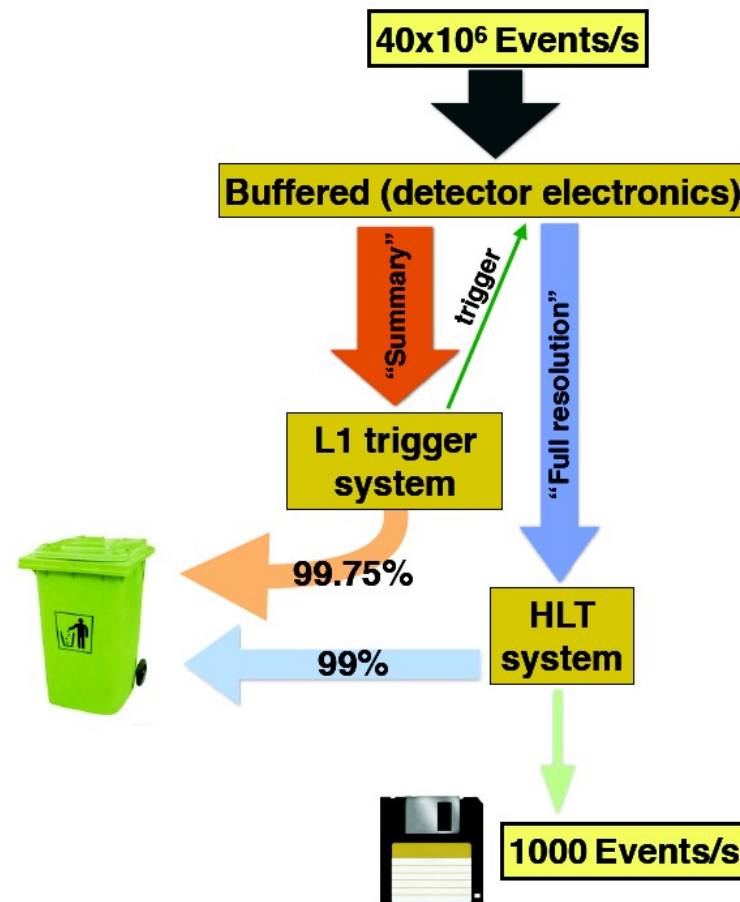 40x10⁶ Events/s
Buffered (detector electronics)
“Summary”
trigger
“Full resolution”
L1 trigger
system
99.75%
HLT
system
99%
1000 Events/s